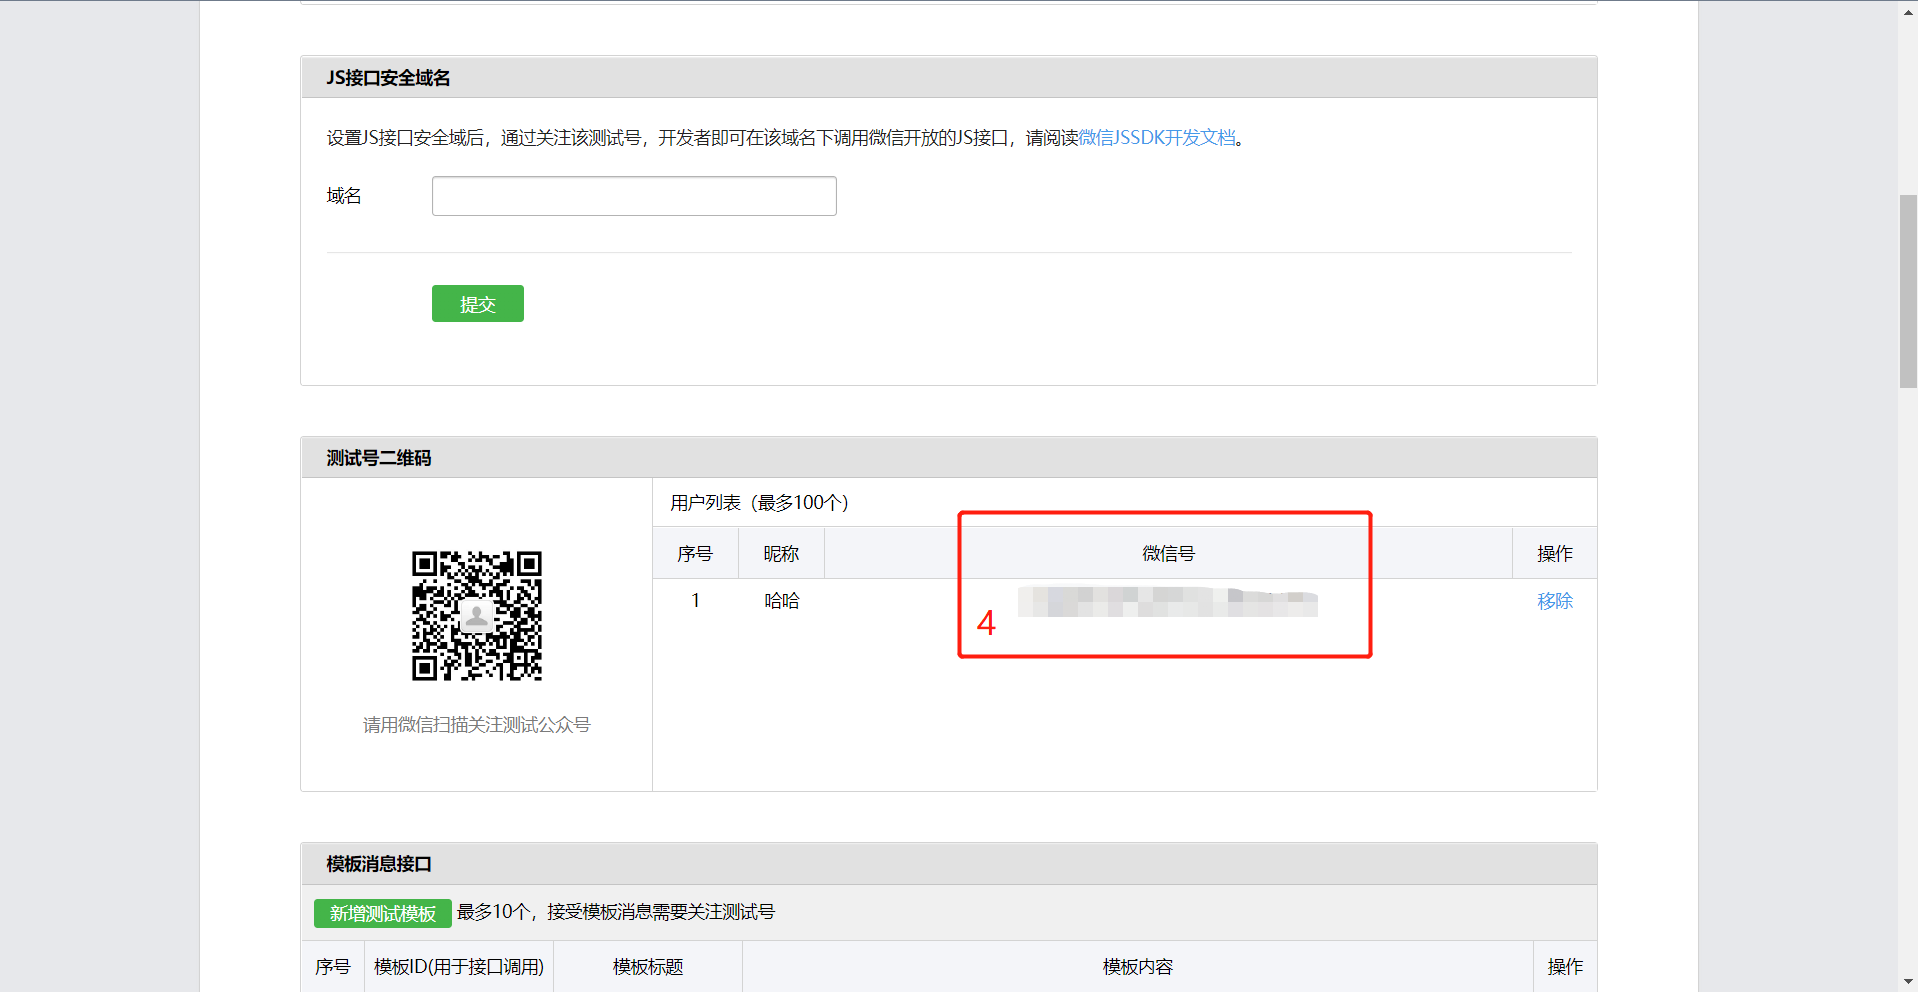 JS接口安全域名
设置JS接口安全域后，通过关注该测试号，开发者即可在该域名下调用微信开放的JS接口，请阅读微信JSSDK开发文档。
域名
提交
测试号二维码
用户列表（最多100个）
序号 昵称 微信号 操作
1 哈哈 移除
4
请用微信扫描关注测试公众号
模板消息接口
新增测试模板 最多10个，接受模板消息需要关注测试号
序号 模板ID(用于接口调用) 模板标题 模板内容 操作